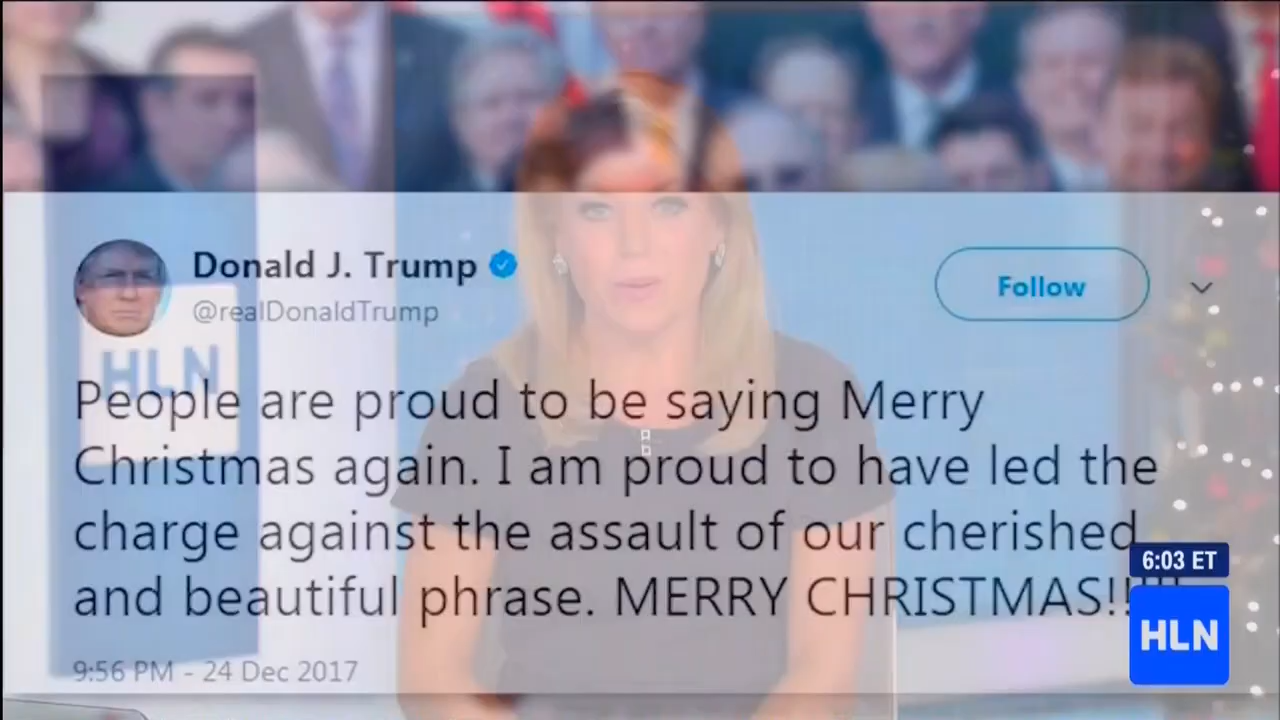 Donald J. Trump
@realDonaldTrump
Follow
HLN
People are proud to be saying Merry
Christmas again. I am proud to have led the
charge against the assault of our cherished
and beautiful phrase. MERRY CHRISTMAS!!!!!
9:56 PM - 24 Dec 2017
6:03 ET
HLN